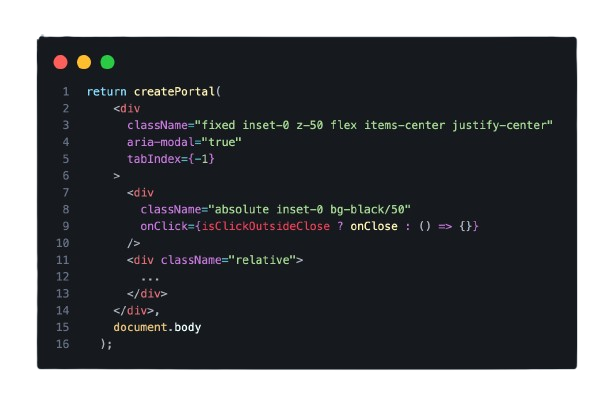 1 return createPortal(
2 <div
3 className="fixed inset-0 z-50 flex items-center justify-center"
4 aria-modal="true"
5 tabIndex={-1}
6 >
7 <div
8 className="absolute inset-0 bg-black/50"
9 onClick={isClickOutsideClose ? onClose : () => {}}
10 />
11 <div className="relative">
12 ...
13 </div>
14 </div>,
15 document.body
16 );